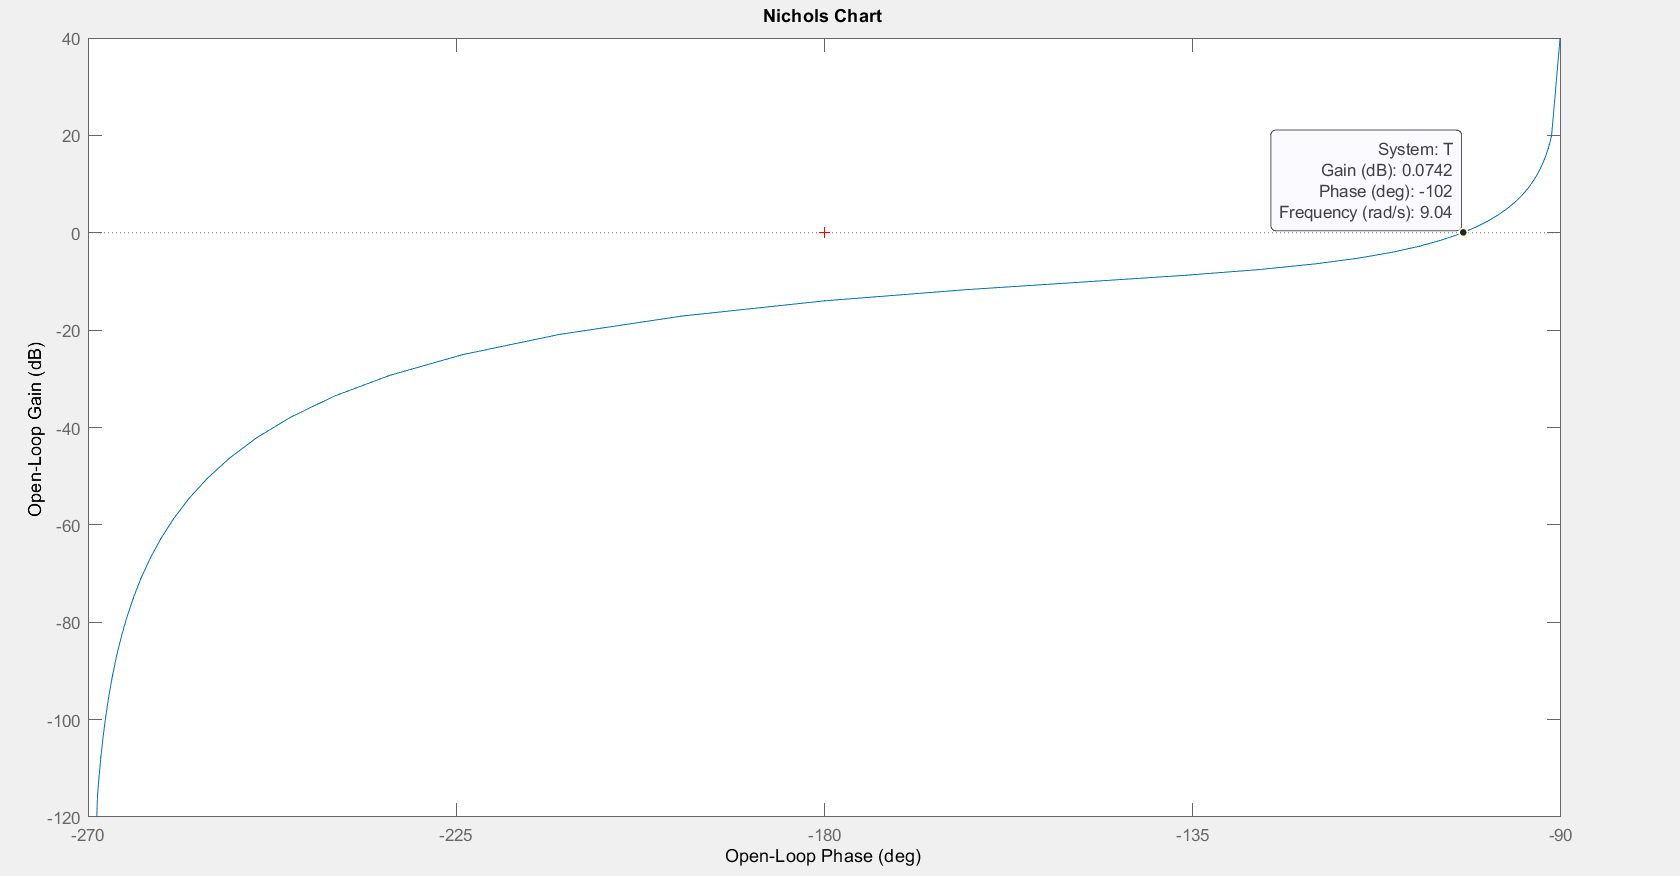 Nichols Chart
40
20
0
-20
-40
-60
-80
-100
-120
Open-Loop Gain (dB)
System: T
Gain (dB): 0.0742
Phase (deg): -102
Frequency (rad/s): 9.04
-270
-225
-180
-135
-90
Open-Loop Phase (deg)